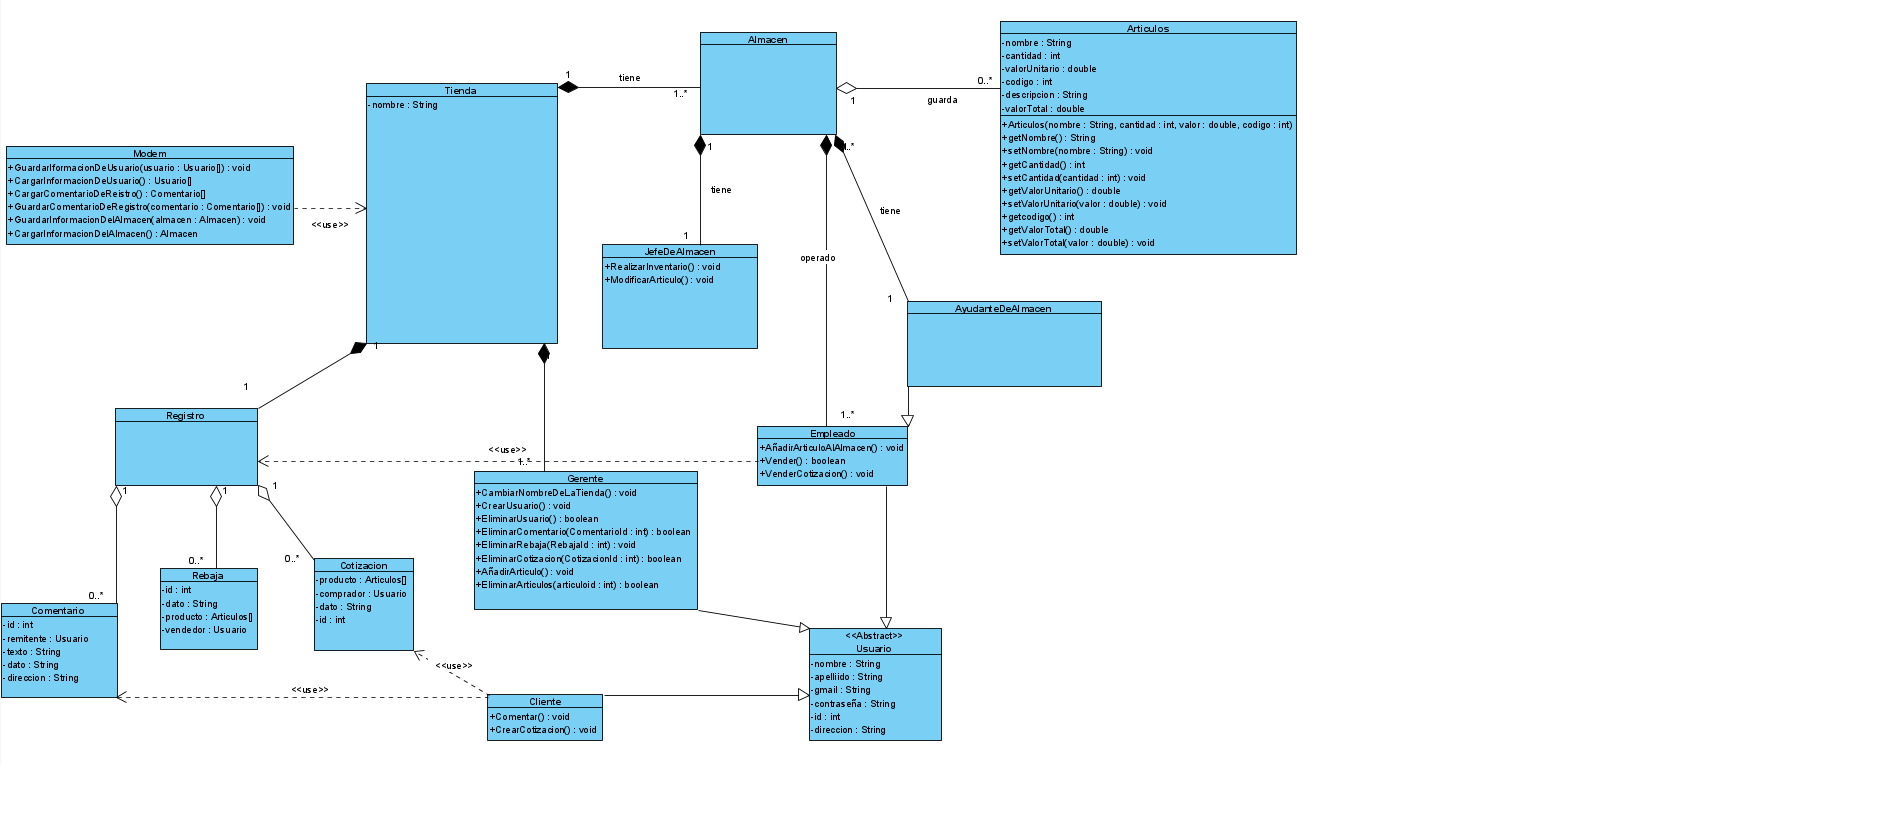 Almacen
Articulos
-nombre : String
-cantidad : int
-valorUnitario : double
-codigo : int
-descripcion : String
-valorTotal : double
+Articulos(nombre : String, cantidad : int, valor : double, codigo : int)
+getNombre() : String
+setNombre(nombre : String) : void
+getCantidad() : int
+setCantidad(cantidad : int) : void
+getValorUnitario() : double
+setValorUnitario(valor : double) : void
+getcodigo() : int
+getValorTotal() : double
+setValorTotal(valor : double) : void
1
tiene
1..*
1
guarda
0..*
Tienda
-nombre : String
Modem
+GuardarIformacionDeUsuario(usuario : Usuario[]) : void
+CargarInformacionDeUsuario() : Usuario[]
+CargarComentarioDeReistro() : Comentario[]
+GuardarComentarioDeRegistro(comentario : Comentario[]) : void
+GuardarInformacionDelAlmacen(almacen : Almacen) : void
+CargarInformacionDelAlmacen() : Almacen
<<use>>
1
tiene
1
JefeDeAlmacen
+RealizarInventario() : void
+ModificarArticulo() : void
operado
1..*
tiene
1
AyudanteDeAlmacen
1..*
Empleado
+AñadirArticuloAlAlmacen() : void
+Vender() : boolean
+VenderCotizacion() : void
1
1
Registro
<<use>>
1..*
Gerente
+CambiarNombreDeLaTienda() : void
+CrearUsuario() : void
+EliminarUsuario() : boolean
+EliminarComentario(ComentarioId : int) : boolean
+EliminarRebaja(RebajaId : int) : void
+EliminarCotizacion(CotizacionId : int) : boolean
+AñadirArticulo() : void
+EliminarArticulos(articuloid : int) : boolean
1
1
1
0..*
0..*
0..*
Comentario
-id : int
-remitente : Usuario
-texto : String
-dato : String
-direccion : String
Rebaja
-id : int
-dato : String
-producto : Articulos[]
-vendedor : Usuario
Cotizacion
-producto : Articulos[]
-comprador : Usuario
-dato : String
-id : int
<<use>>
<<use>>
Cliente
+Comentar() : void
+CrearCotizacion() : void
<<Abstract>>
Usuario
-nombre : String
-apelliido : String
-gmail : String
-contraseña : String
-id : int
-direccion : String